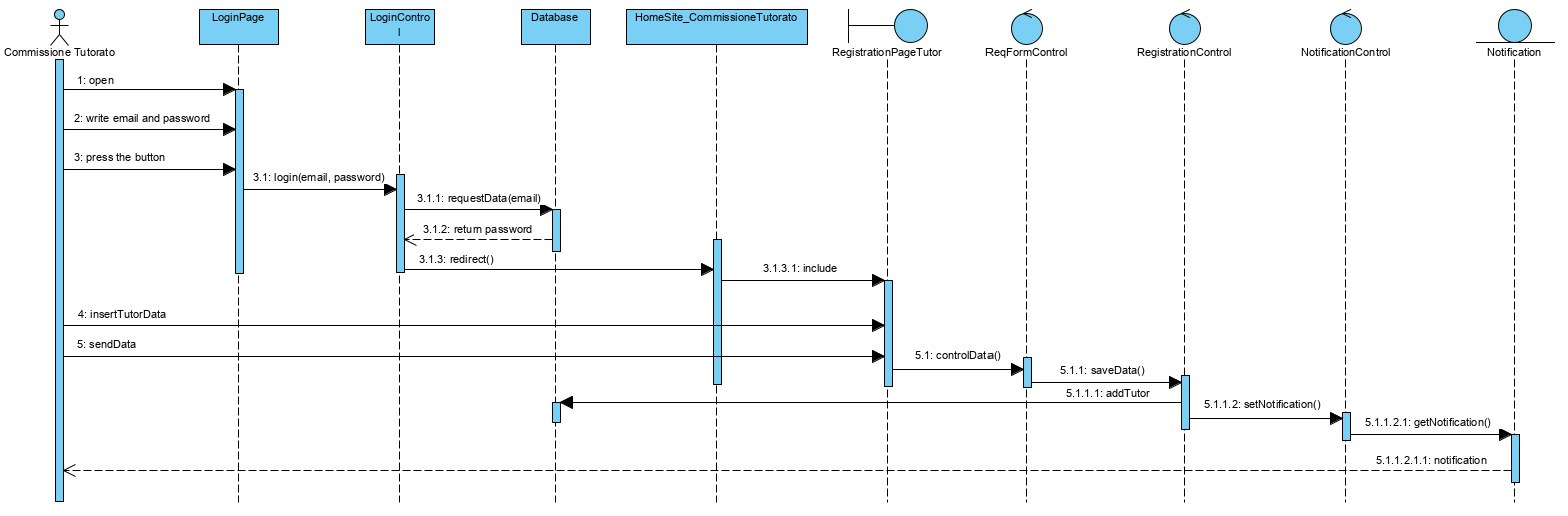 LoginPage
LoginContro
l
Database
HomeSite_CommissioneTutorato
Commissione Tutorato
RegistrationPageTutor
ReqFormControl
RegistrationControl
NotificationControl
Notification
1: open
2: write email and password
3: press the button
3.1: login(email, password)
3.1.1: requestData(email)
3.1.2: return password
3.1.3: redirect()
3.1.3.1: include
4: insertTutorData
5: sendData
5.1: controlData()
5.1.1: saveData()
5.1.1.1: addTutor
5.1.1.2: setNotification()
5.1.1.2.1: getNotification()
5.1.1.2.1.1: notification